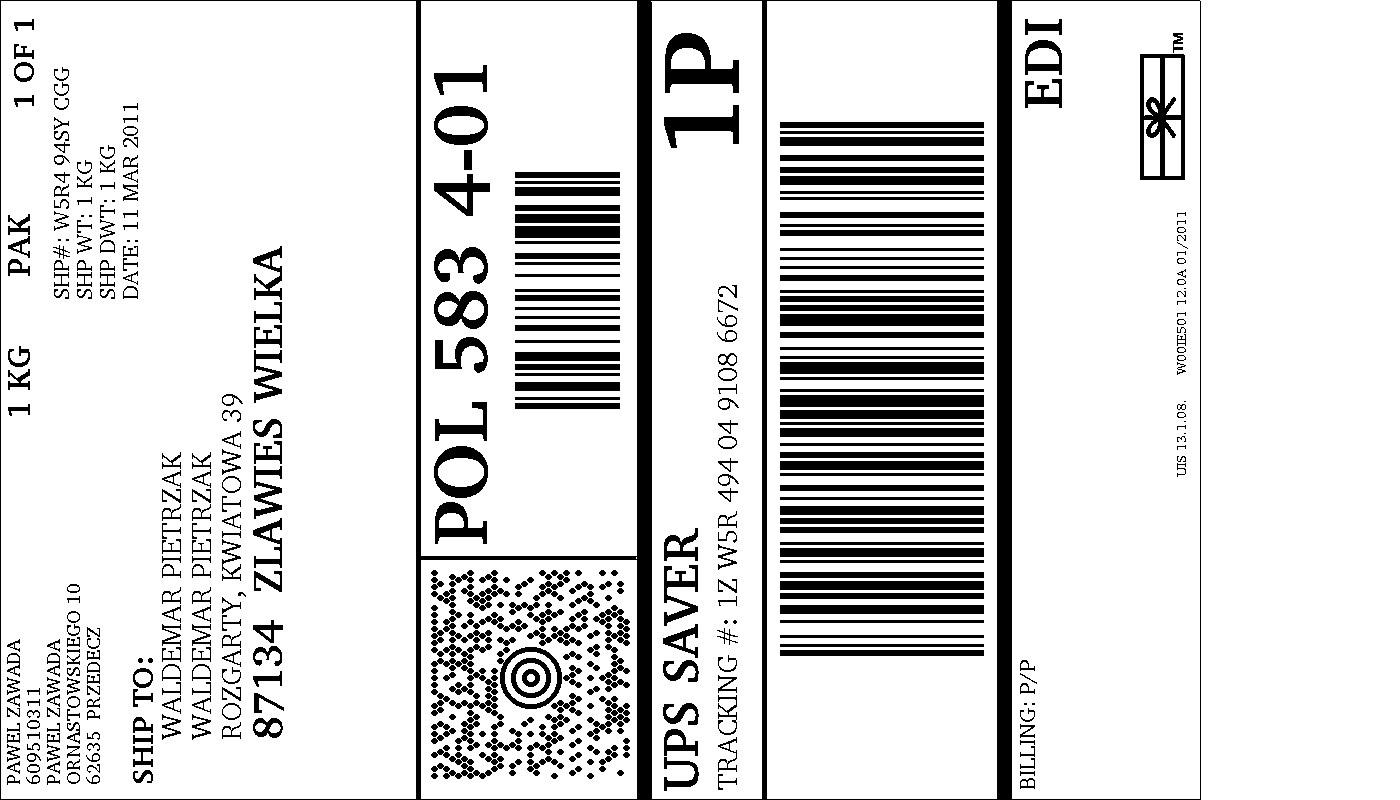 PAWEL ZAWADA
609510311
PAWEL ZAWADA
ORNASTOWSKIEGO 10
62635 PRZEDECZ
1 KG PAK 1 OF 1
SHP#: W5R4 94SY CGG
SHP WT: 1 KG
SHP DWT: 1 KG
DATE: 11 MAR 2011
SHIP TO:
WALDEMAR PIETRZAK
WALDEMAR PIETRZAK
ROZGARTY, KWIATOWA 39
87134 ZLAWIES WIELKA
POL 583 4-01
UPS SAVER
1P
TRACKING #: 1Z W5R 494 04 9108 6672
BILLING: P/P
EDI
TM
UIS 13.1.08. W00IE501 12.0A 01/2011